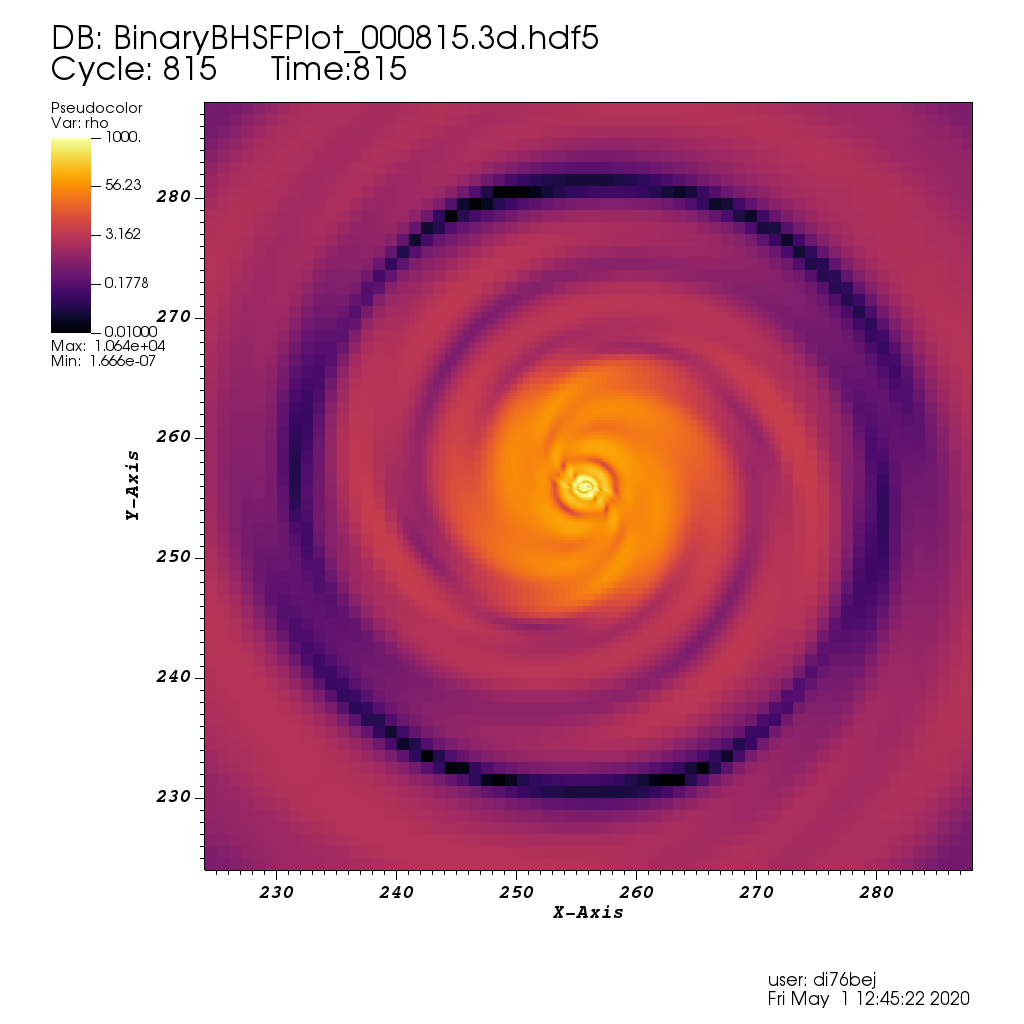 DB: BinaryBHSFPlot_000815.3d.hdf5
Cycle: 815 Time:815
Pseudocolor
Var: rho
1000.
56.23
3.162
0.1778
0.01000
Max: 1.064e+04
Min: 1.666e-07
280
270
260
250
240
230
Y-Axis
230 240 250 260 270 280
X-Axis
user: di76bej
Fri May 1 12:45:22 2020